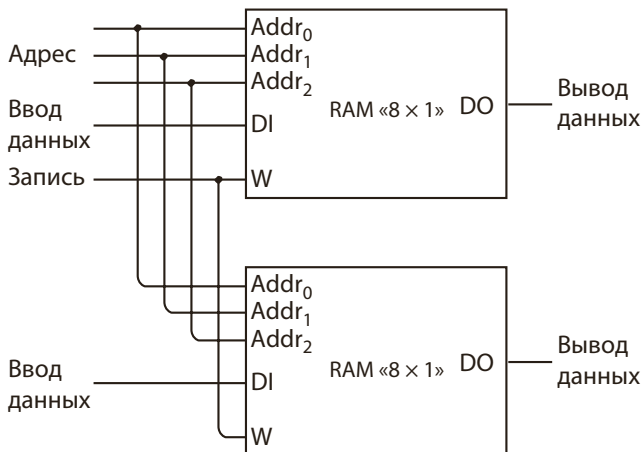 Адрес
Addr₀
Addr₁
Addr₂
Ввод
данных
DI
RAM «8 × 1»
DO
Вывод
данных
Запись
W
Addr₀
Addr₁
Addr₂
Ввод
данных
DI
RAM «8 × 1»
DO
Вывод
данных
W